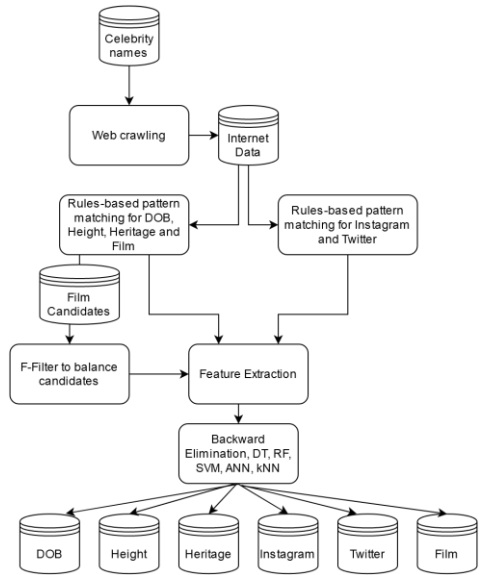 Celebrity
names
Web crawling
Internet
Data
Rules-based pattern
matching for DOB,
Height, Heritage and
Film
Rules-based pattern
matching for Instagram
and Twitter
Film
Candidates
F-Filter to balance
candidates
Feature Extraction
Backward
Elimination, DT, RF,
SVM, ANN, kNN
DOB
Height
Heritage
Instagram
Twitter
Film